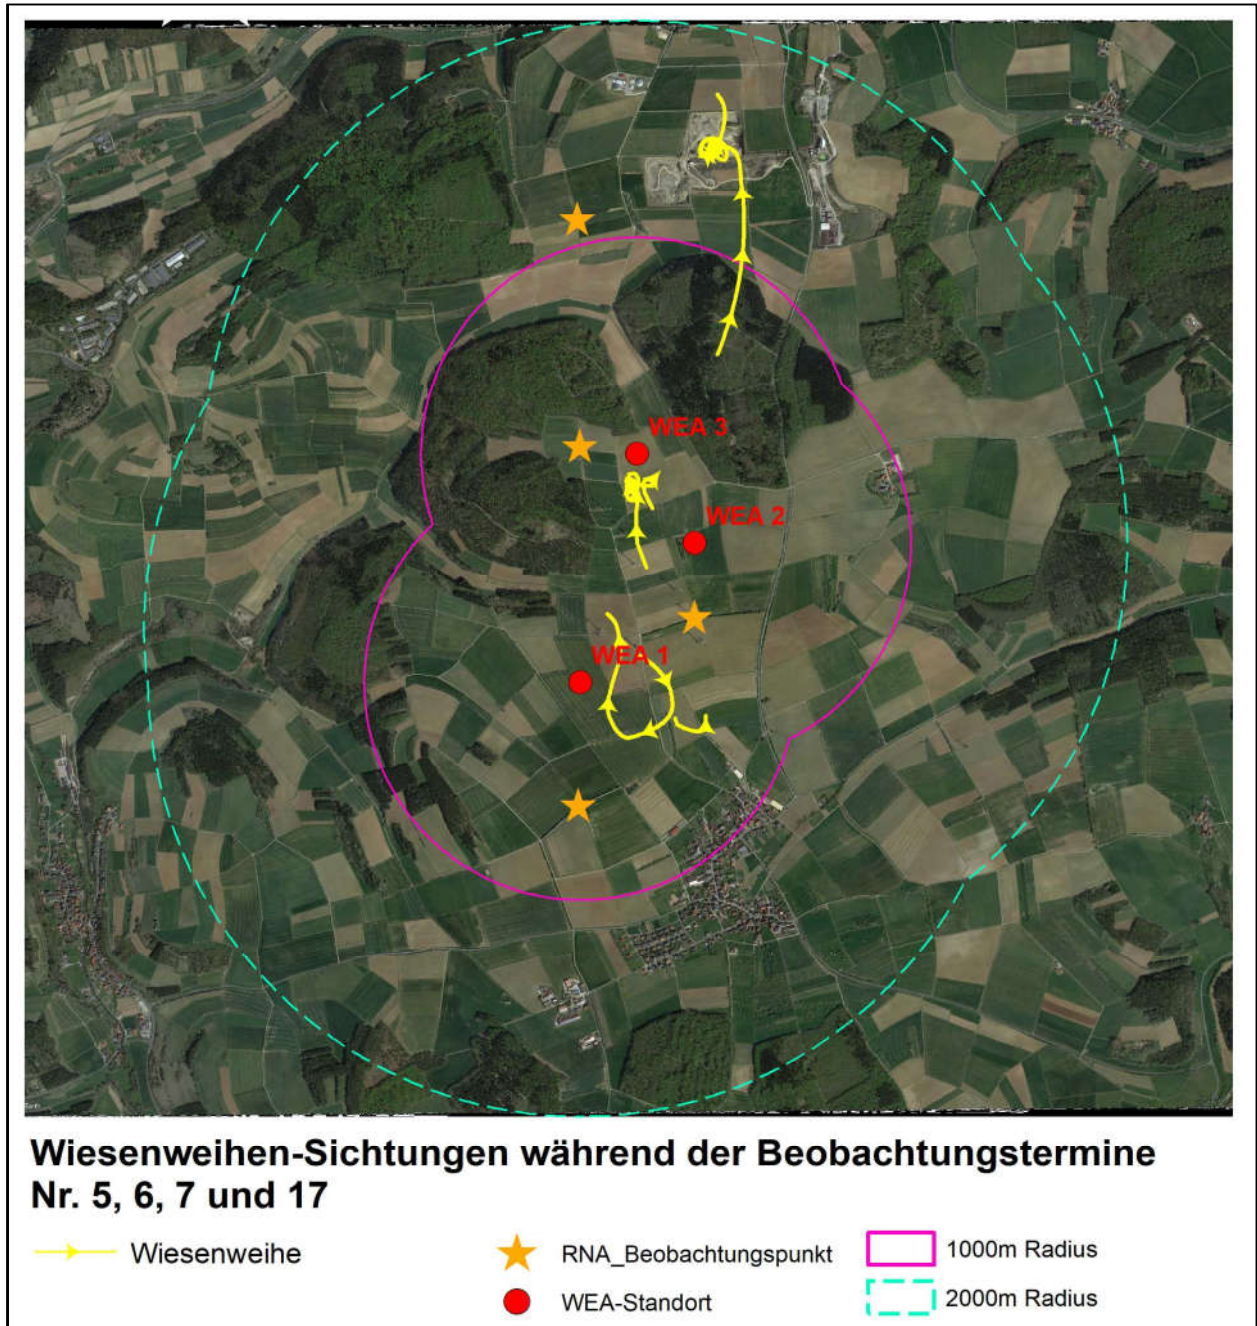 WEA 3
WEA 2
WEA 1
Wiesenweihen-Sichtungen während der Beobachtungstermine
Nr. 5, 6, 7 und 17
Wiesenweihe
RNA_Beobachtungspunkt
1000m Radius
WEA-Standort
2000m Radius